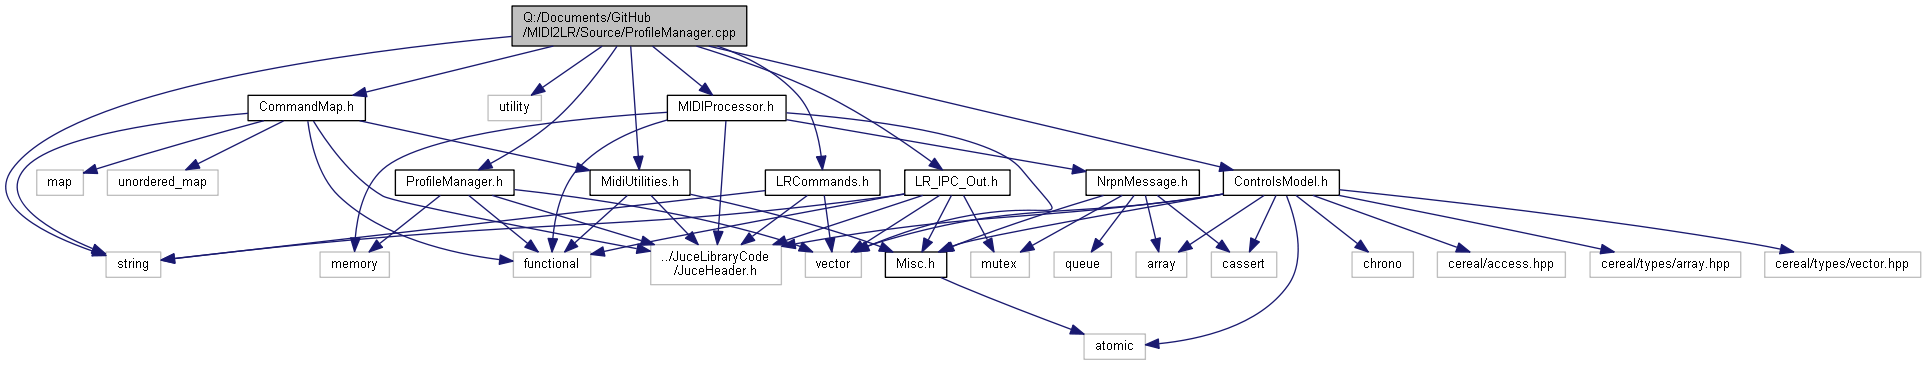 Q:/Documents/GitHub
/MIDI2LR/Source/ProfileManager.cpp
CommandMap.h
utility
MIDIProcessor.h
map
unordered_map
ProfileManager.h
MidiUtilities.h
LRCommands.h
LR_IPC_Out.h
NrpnMessage.h
ControlsModel.h
string
memory
functional
../JuceLibraryCode
/JuceHeader.h
vector
Misc.h
mutex
queue
array
cassert
chrono
cereal/access.hpp
cereal/types/array.hpp
cereal/types/vector.hpp
atomic